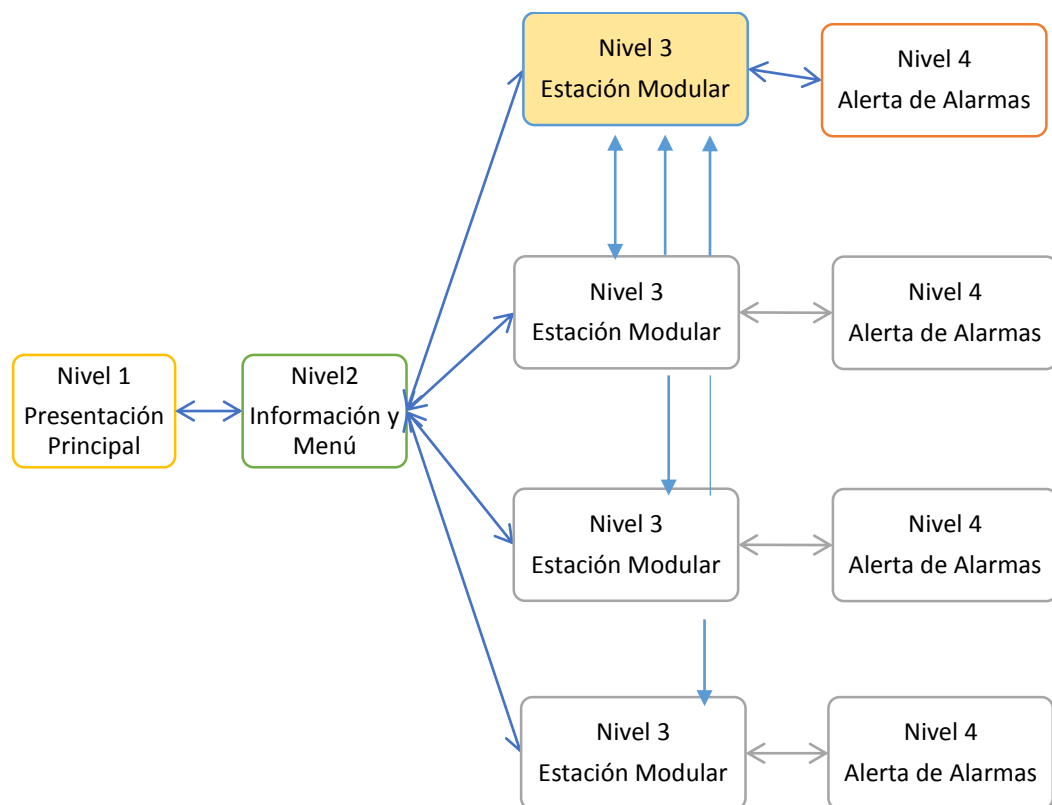 Nivel 3
Estación Modular
Nivel 4
Alerta de Alarmas
Nivel 3
Estación Modular
Nivel 4
Alerta de Alarmas
Nivel 1
Presentación
Principal
Nivel2
Información y
Menú
Nivel 3
Estación Modular
Nivel 4
Alerta de Alarmas
Nivel 3
Estación Modular
Nivel 4
Alerta de Alarmas